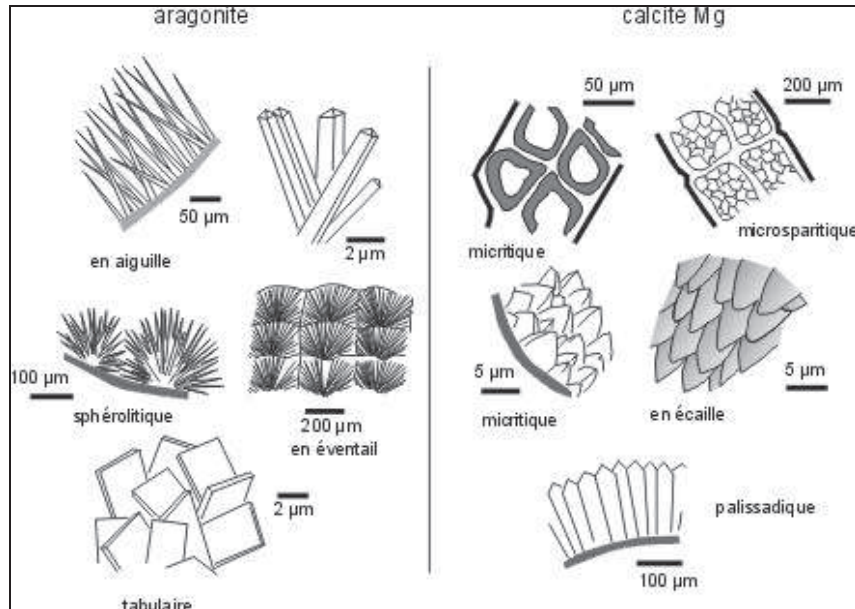 aragonite
50 µm
2 µm
en aiguille
100 µm
sphérolitique
200 µm
en éventail
2 µm
tabulaire
calcite Mg
50 µm
200 µm
micritique
microsparitique
5 µm
5 µm
micritique
en écaille
palissadique
100 µm